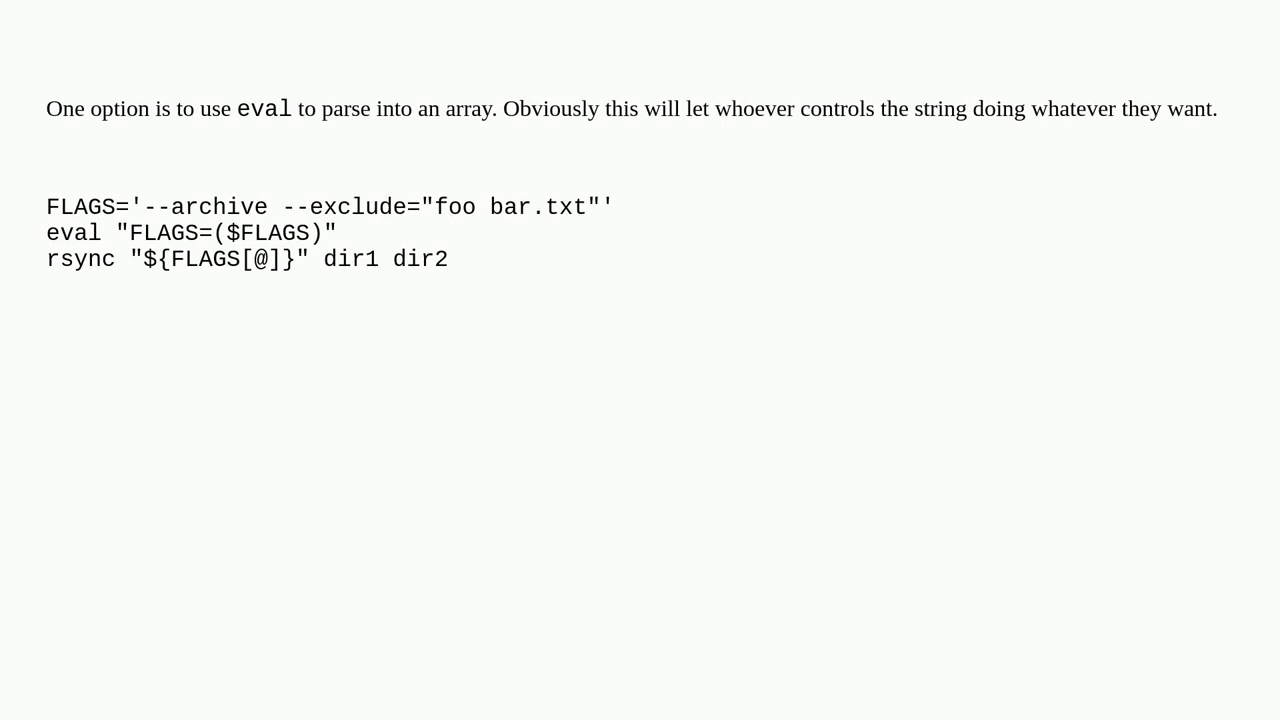 One option is to use eval to parse into an array. Obviously this will let whoever controls the string doing whatever they want.
FLAGS='--archive --exclude="foo bar.txt"'
eval "FLAGS=($FLAGS)"
rsync "${FLAGS[@]}" dir1 dir2